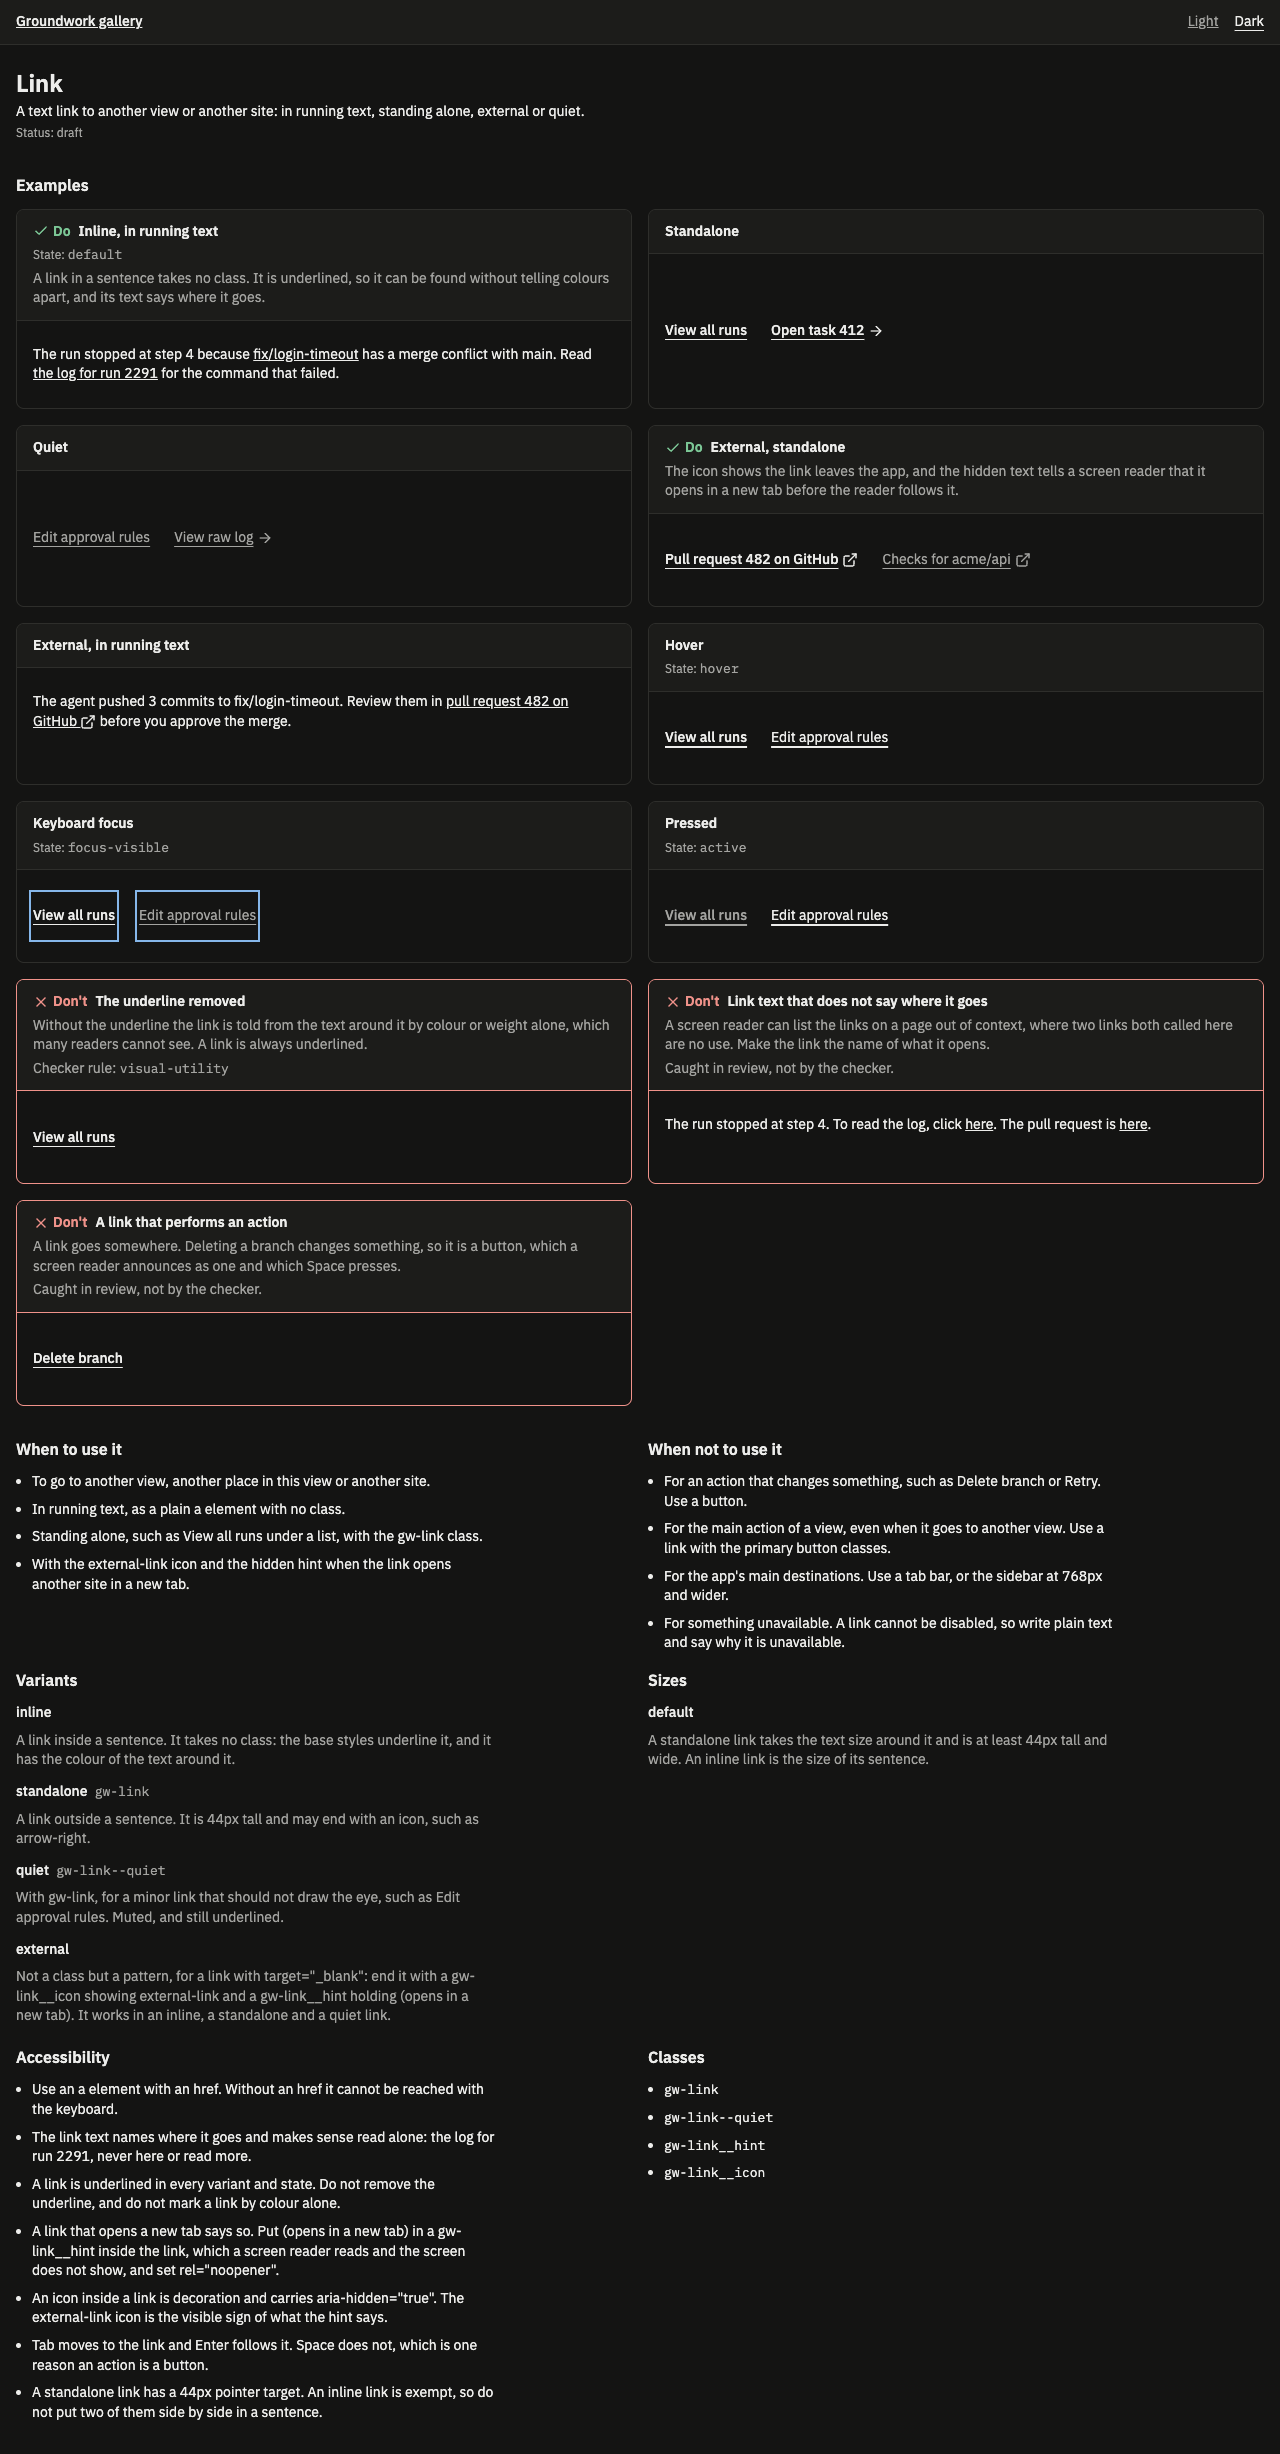 Groundwork gallery
Light Dark
Link
A text link to another view or another site: in running text, standing alone, external or quiet.
Status: draft
Examples
Do Inline, in running text
State: default
A link in a sentence takes no class. It is underlined, so it can be found without telling colours
apart, and its text says where it goes.
The run stopped at step 4 because fix/login-timeout has a merge conflict with main. Read
the log for run 2291 for the command that failed.
Standalone
View all runs Open task 412
Quiet
Edit approval rules View raw log
Do External, standalone
The icon shows the link leaves the app, and the hidden text tells a screen reader that it
opens in a new tab before the reader follows it.
Pull request 482 on GitHub Checks for acme/api
External, in running text
The agent pushed 3 commits to fix/login-timeout. Review them in pull request 482 on
GitHub before you approve the merge.
Hover
State: hover
View all runs Edit approval rules
Keyboard focus
State: focus-visible
View all runs Edit approval rules
Pressed
State: active
View all runs Edit approval rules
Don't The underline removed
Without the underline the link is told from the text around it by colour or weight alone, which
many readers cannot see. A link is always underlined.
Checker rule: visual-utility
View all runs
Don't Link text that does not say where it goes
A screen reader can list the links on a page out of context, where two links both called here
are no use. Make the link the name of what it opens.
Caught in review, not by the checker.
The run stopped at step 4. To read the log, click here. The pull request is here.
Don't A link that performs an action
A link goes somewhere. Deleting a branch changes something, so it is a button, which a
screen reader announces as one and which Space presses.
Caught in review, not by the checker.
Delete branch
When to use it
• To go to another view, another place in this view or another site.
• In running text, as a plain a element with no class.
• Standing alone, such as View all runs under a list, with the gw-link class.
• With the external-link icon and the hidden hint when the link opens
another site in a new tab.
When not to use it
• For an action that changes something, such as Delete branch or Retry.
Use a button.
• For the main action of a view, even when it goes to another view. Use a
link with the primary button classes.
• For the app's main destinations. Use a tab bar, or the sidebar at 768px
and wider.
• For something unavailable. A link cannot be disabled, so write plain text
and say why it is unavailable.
Variants
inline
A link inside a sentence. It takes no class: the base styles underline it, and it
has the colour of the text around it.
standalone gw-link
A link outside a sentence. It is 44px tall and may end with an icon, such as
arrow-right.
quiet gw-link--quiet
With gw-link, for a minor link that should not draw the eye, such as Edit
approval rules. Muted, and still underlined.
external
Not a class but a pattern, for a link with target="_blank": end it with a gw-
link__icon showing external-link and a gw-link__hint holding (opens in a
new tab). It works in an inline, a standalone and a quiet link.
Sizes
default
A standalone link takes the text size around it and is at least 44px tall and
wide. An inline link is the size of its sentence.
Accessibility
• Use an a element with an href. Without an href it cannot be reached with
the keyboard.
• The link text names where it goes and makes sense read alone: the log for
run 2291, never here or read more.
• A link is underlined in every variant and state. Do not remove the
underline, and do not mark a link by colour alone.
• A link that opens a new tab says so. Put (opens in a new tab) in a gw-
link__hint inside the link, which a screen reader reads and the screen
does not show, and set rel="noopener".
• An icon inside a link is decoration and carries aria-hidden="true". The
external-link icon is the visible sign of what the hint says.
• Tab moves to the link and Enter follows it. Space does not, which is one
reason an action is a button.
• A standalone link has a 44px pointer target. An inline link is exempt, so do
not put two of them side by side in a sentence.
Classes
• gw-link
• gw-link--quiet
• gw-link__hint
• gw-link__icon